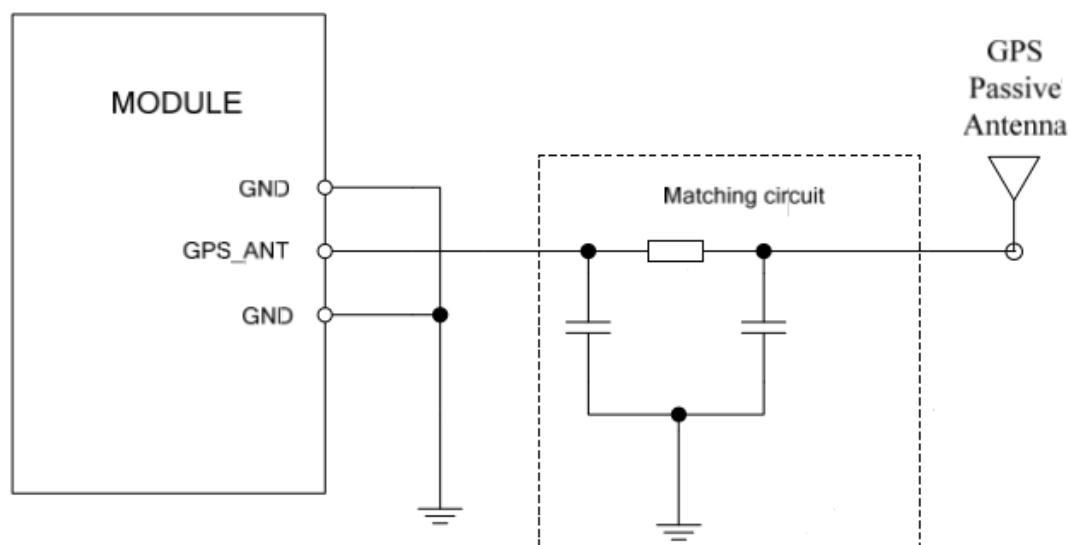 GPS
Passive
Antenna
MODULE
GND
Matching circuit
GPS_ANT
GND